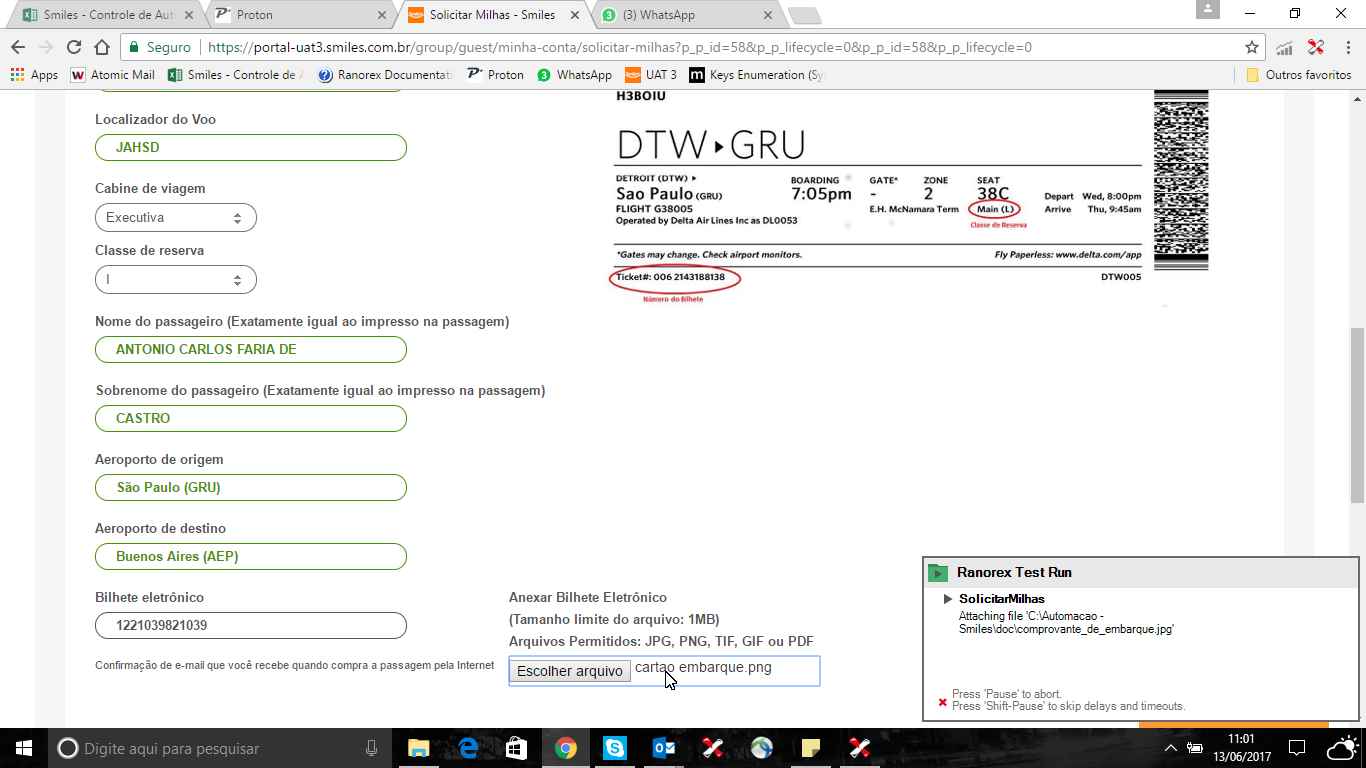 Smiles - Controle de Aut
Proton
Solicitar Milhas - Smiles
(3) WhatsApp
Seguro
https://portal-uat3.smiles.com.br/group/guest/minha-conta/solicitar-milhas?p_p_id=58&p_p_lifecycle=0&p_p_id=58&p_p_lifecycle=0
Apps
Atomic Mail
Smiles - Controle de A
Ranorex Documentati
Proton
WhatsApp
UAT 3
Keys Enumeration (Sy
Outros favoritos
Localizador do Voo
JAHSD
Cabine de viagem
Executiva
Classe de reserva
I
Nome do passageiro (Exatamente igual ao impresso na passagem)
ANTONIO CARLOS FARIA DE
Sobrenome do passageiro (Exatamente igual ao impresso na passagem)
CASTRO
Aeroporto de origem
São Paulo (GRU)
Aeroporto de destino
Buenos Aires (AEP)
Bilhete eletrônico
1221039821039
Confirmação de e-mail que você recebe quando compra a passagem pela Internet
H3BOIU
DTW GRU
DETROIT (DTW)
Sao Paulo (GRU)
FLIGHT G38005
Operated by Delta Air Lines Inc as DL0053
BOARDING
7:05pm
GATE*
-
E.H. McNamara Term
ZONE
2
SEAT
38C
Main (L)
Classe de Reserva
Depart Wed, 8:00pm
Arrive Thu, 9:45am
*Gates may change. Check airport monitors.
Fly Paperless: www.delta.com/app
Ticket#: 006 2143188138
DTW005
Número do Bilhete
Anexar Bilhete Eletrônico
(Tamanho limite do arquivo: 1MB)
Arquivos Permitidos: JPG, PNG, TIF, GIF ou PDF
Escolher arquivo
cartao embarque.png
Ranorex Test Run
SolicitarMilhas
Attaching file 'C:\Automacao -
Smiles\doc\comprovante_de_embarque.jpg'
Press 'Pause' to abort.
Press 'Shift-Pause' to skip delays and timeouts.
Digite aqui para pesquisar
11:01
13/06/2017